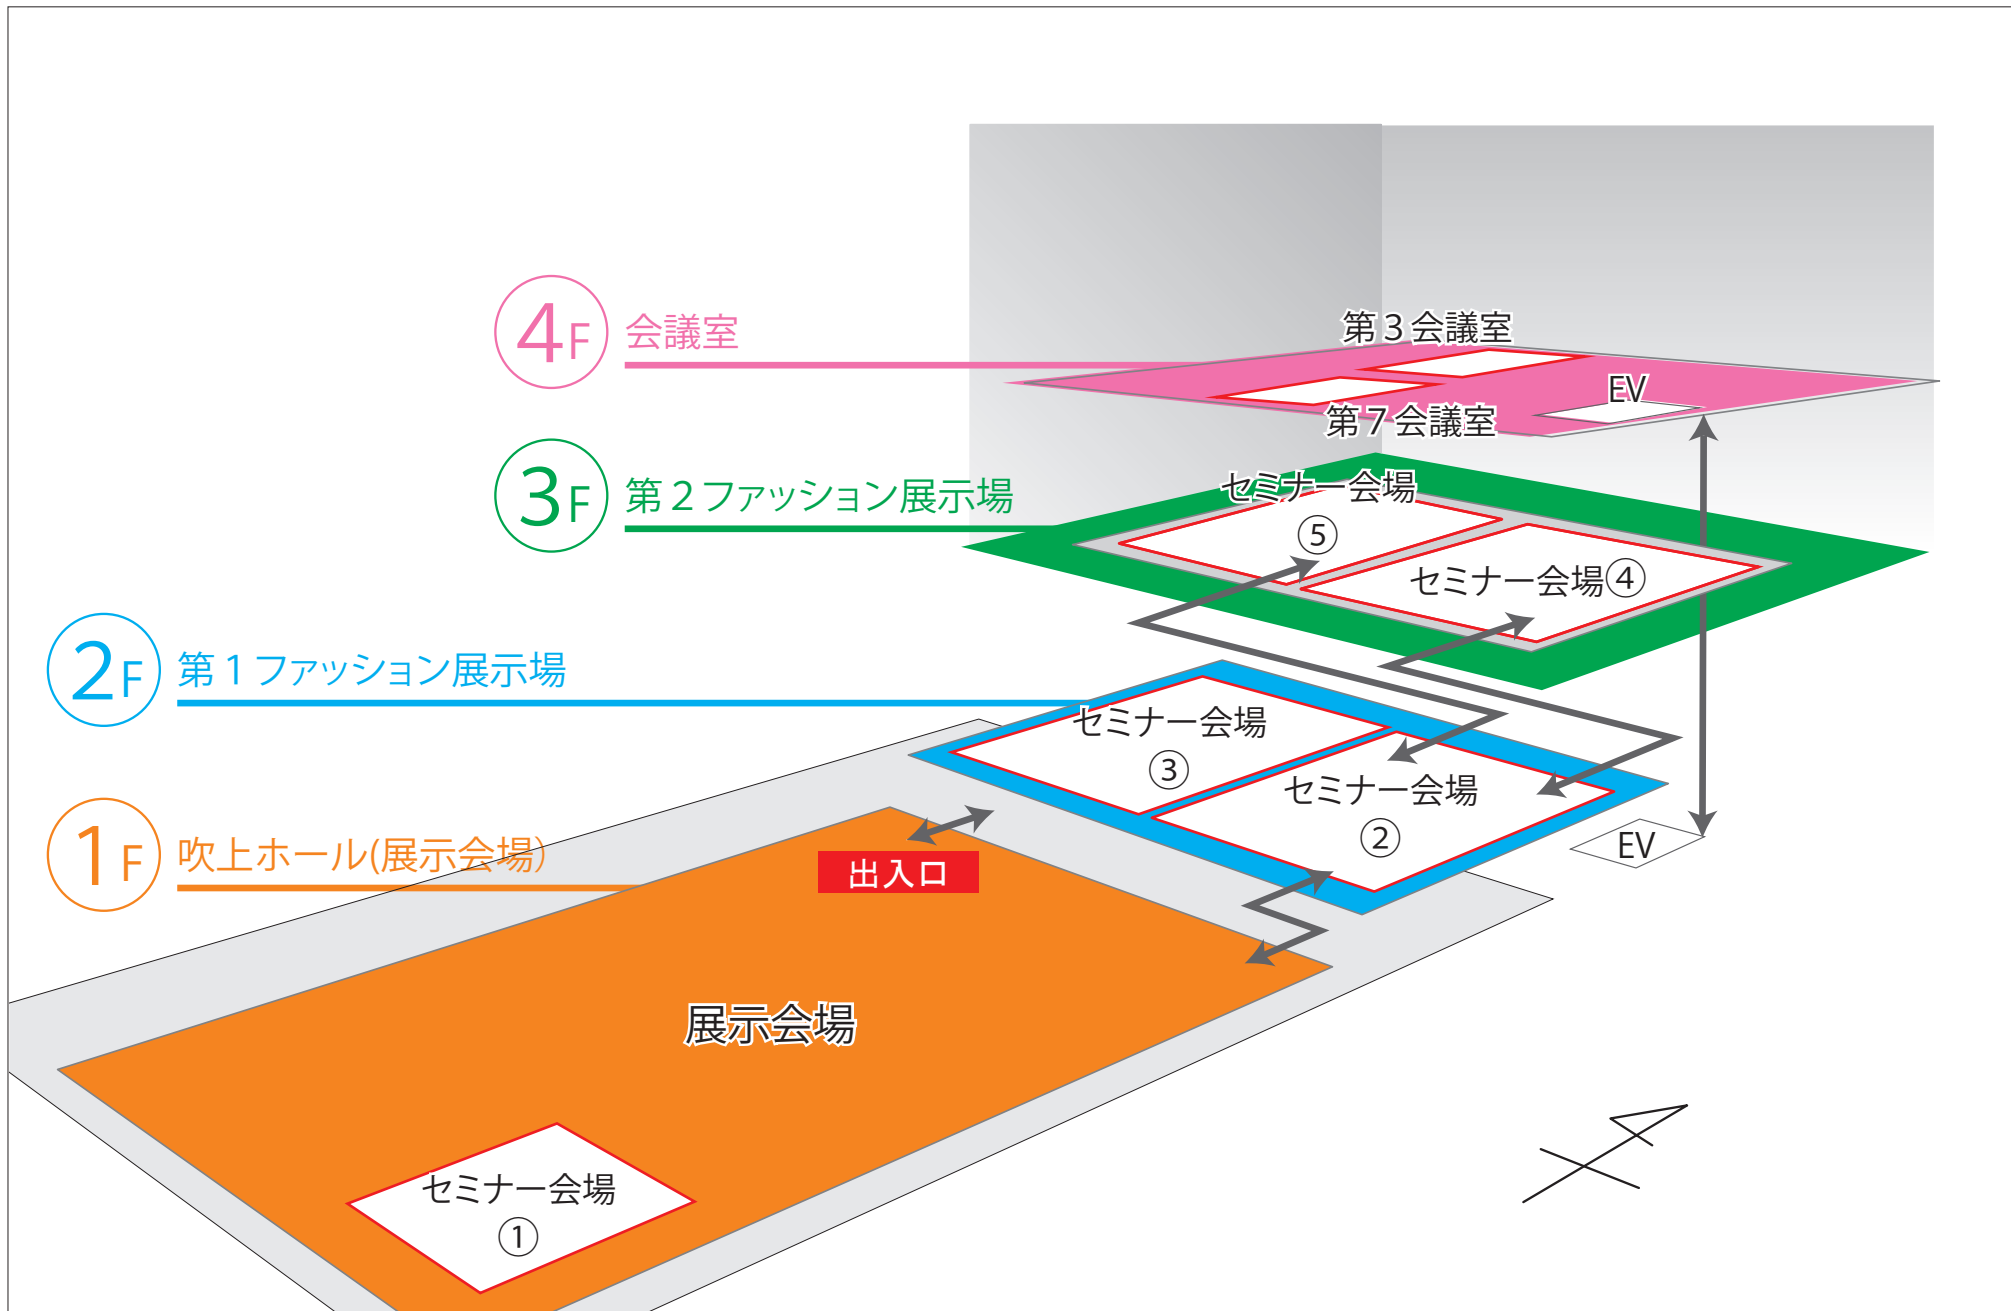 4F 会議室
第3会議室
EV
第7会議室
3F 第2ファッション展示場
セミナー会場
⑤
セミナー会場④
2F 第1ファッション展示場
セミナー会場
③
セミナー会場
②
EV
1F 吹上ホール(展示会場)
出入口
展示会場
セミナー会場
①